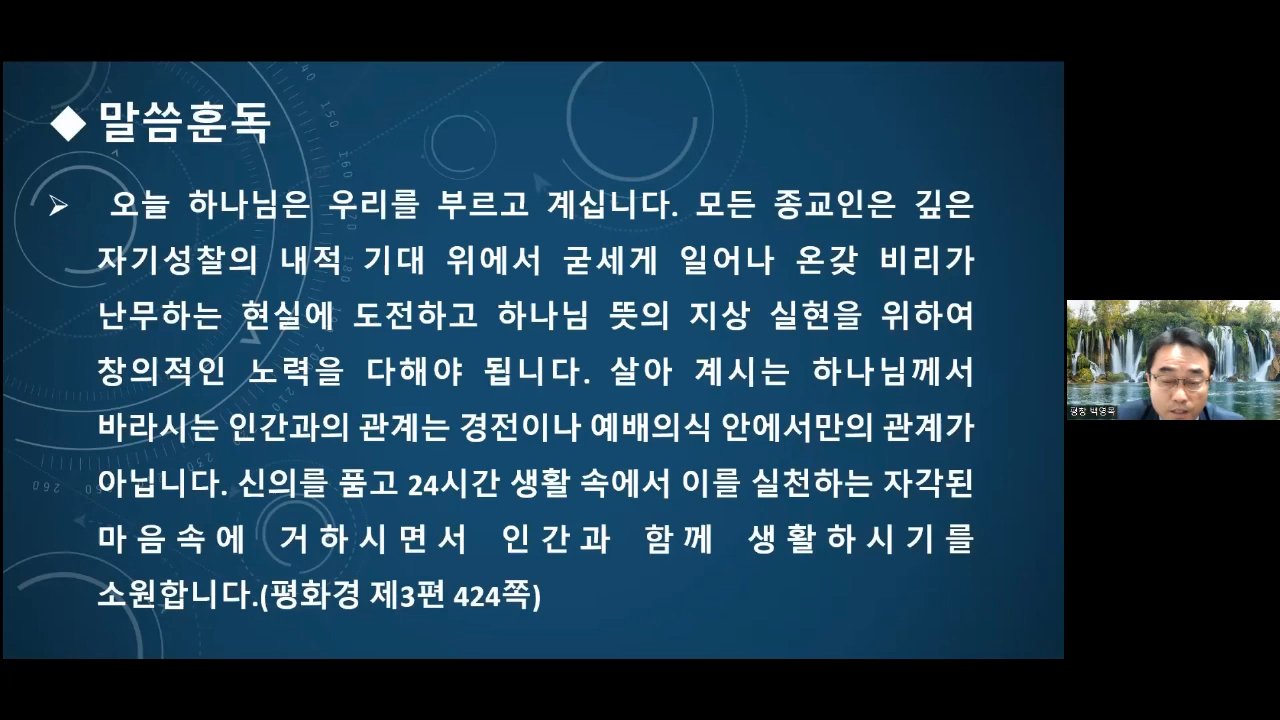 ◆ 말씀훈독
➢ 오늘 하나님은 우리를 부르고 계십니다. 모든 종교인은 깊은
자기성찰의 내적 기대 위에서 굳세게 일어나 온갖 비리가
난무하는 현실에 도전하고 하나님 뜻의 지상 실현을 위하여
창의적인 노력을 다해야 됩니다. 살아 계시는 하나님께서
바라시는 인간과의 관계는 경전이나 예배의식 안에서만의 관계가
아닙니다. 신의를 품고 24시간 생활 속에서 이를 실천하는 자각된
마음속에 거하시면서 인간과 함께 생활하시기를
소원합니다.(평화경 제3편 424쪽)
평창 박영목